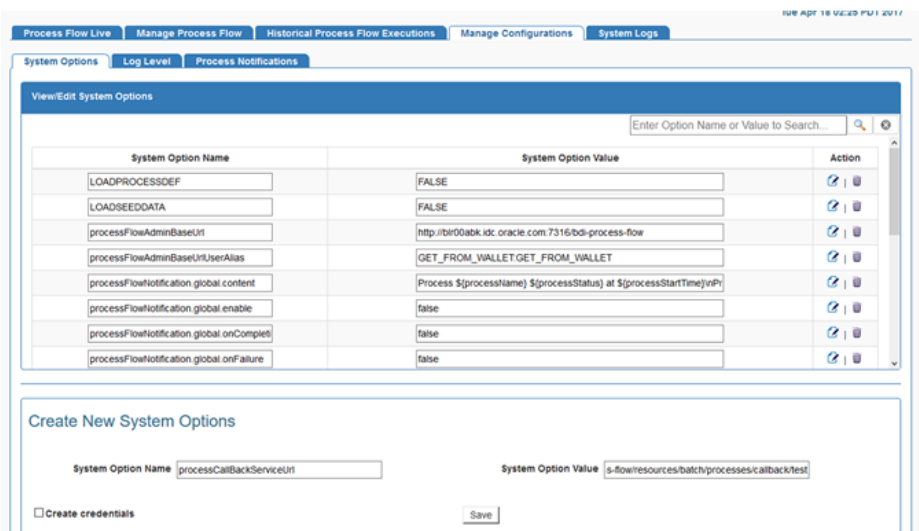 Tue Apr 18 02:25 PDT 2017
Process Flow Live Manage Process Flow Historical Process Flow Executions Manage Configurations System Logs
System Options Log Level Process Notifications
View/Edit System Options
Enter Option Name or Value to Search...
System Option Name System Option Value Action
LOADPROCESSDEF FALSE |
LOADSEEDDATA FALSE |
processFlowAdminBaseUrl http://blr00abk.idc.oracle.com:7316/bdi-process-flow |
processFlowAdminBaseUrlUserAlias GET_FROM_WALLET:GET_FROM_WALLET |
processFlowNotification.global.content Process ${processName} ${processStatus} at ${processStartTime}\nPr |
processFlowNotification.global.enable false |
processFlowNotification.global.onCompleti false |
processFlowNotification.global.onFailure false |
Create New System Options
System Option Name processCallBackServiceUrl System Option Value s-flow/resources/batch/processes/callback/test
Create credentials Save